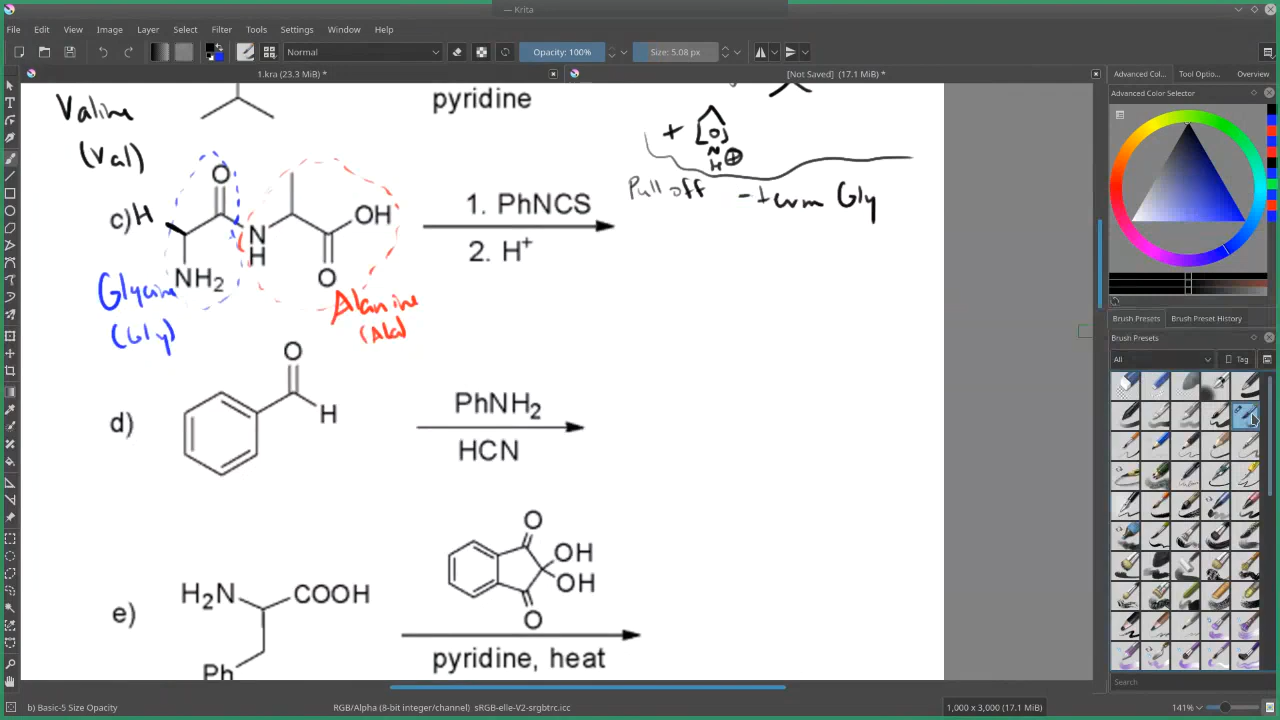 — Krita
File Edit View Image Layer Select Filter Tools Settings Window Help
Normal
Opacity: 100%
Size: 5.08 px
1.kra (23.3 MiB) *
[Not Saved] (17.1 MiB) *
Advanced Col... Tool Optio... Overview
Advanced Color Selector
Brush Presets Brush Preset History
Brush Presets
All
Tag
Search
Valine
(Val)
pyridine
+
O
N
H ⊕
Pull off -term Gly
c) H
O
N
H
OH
NH2
O
1. PhNCS
2. H+
Glycine
(Gly)
Alanine
(Ala)
d)
O
H
PhNH2
HCN
e)
H2N
COOH
Ph
O
OH
OH
O
pyridine, heat
b) Basic-5 Size Opacity
RGB/Alpha (8-bit integer/channel) sRGB-elle-V2-srgbtrc.icc
1,000 x 3,000 (17.1 MiB)
141%